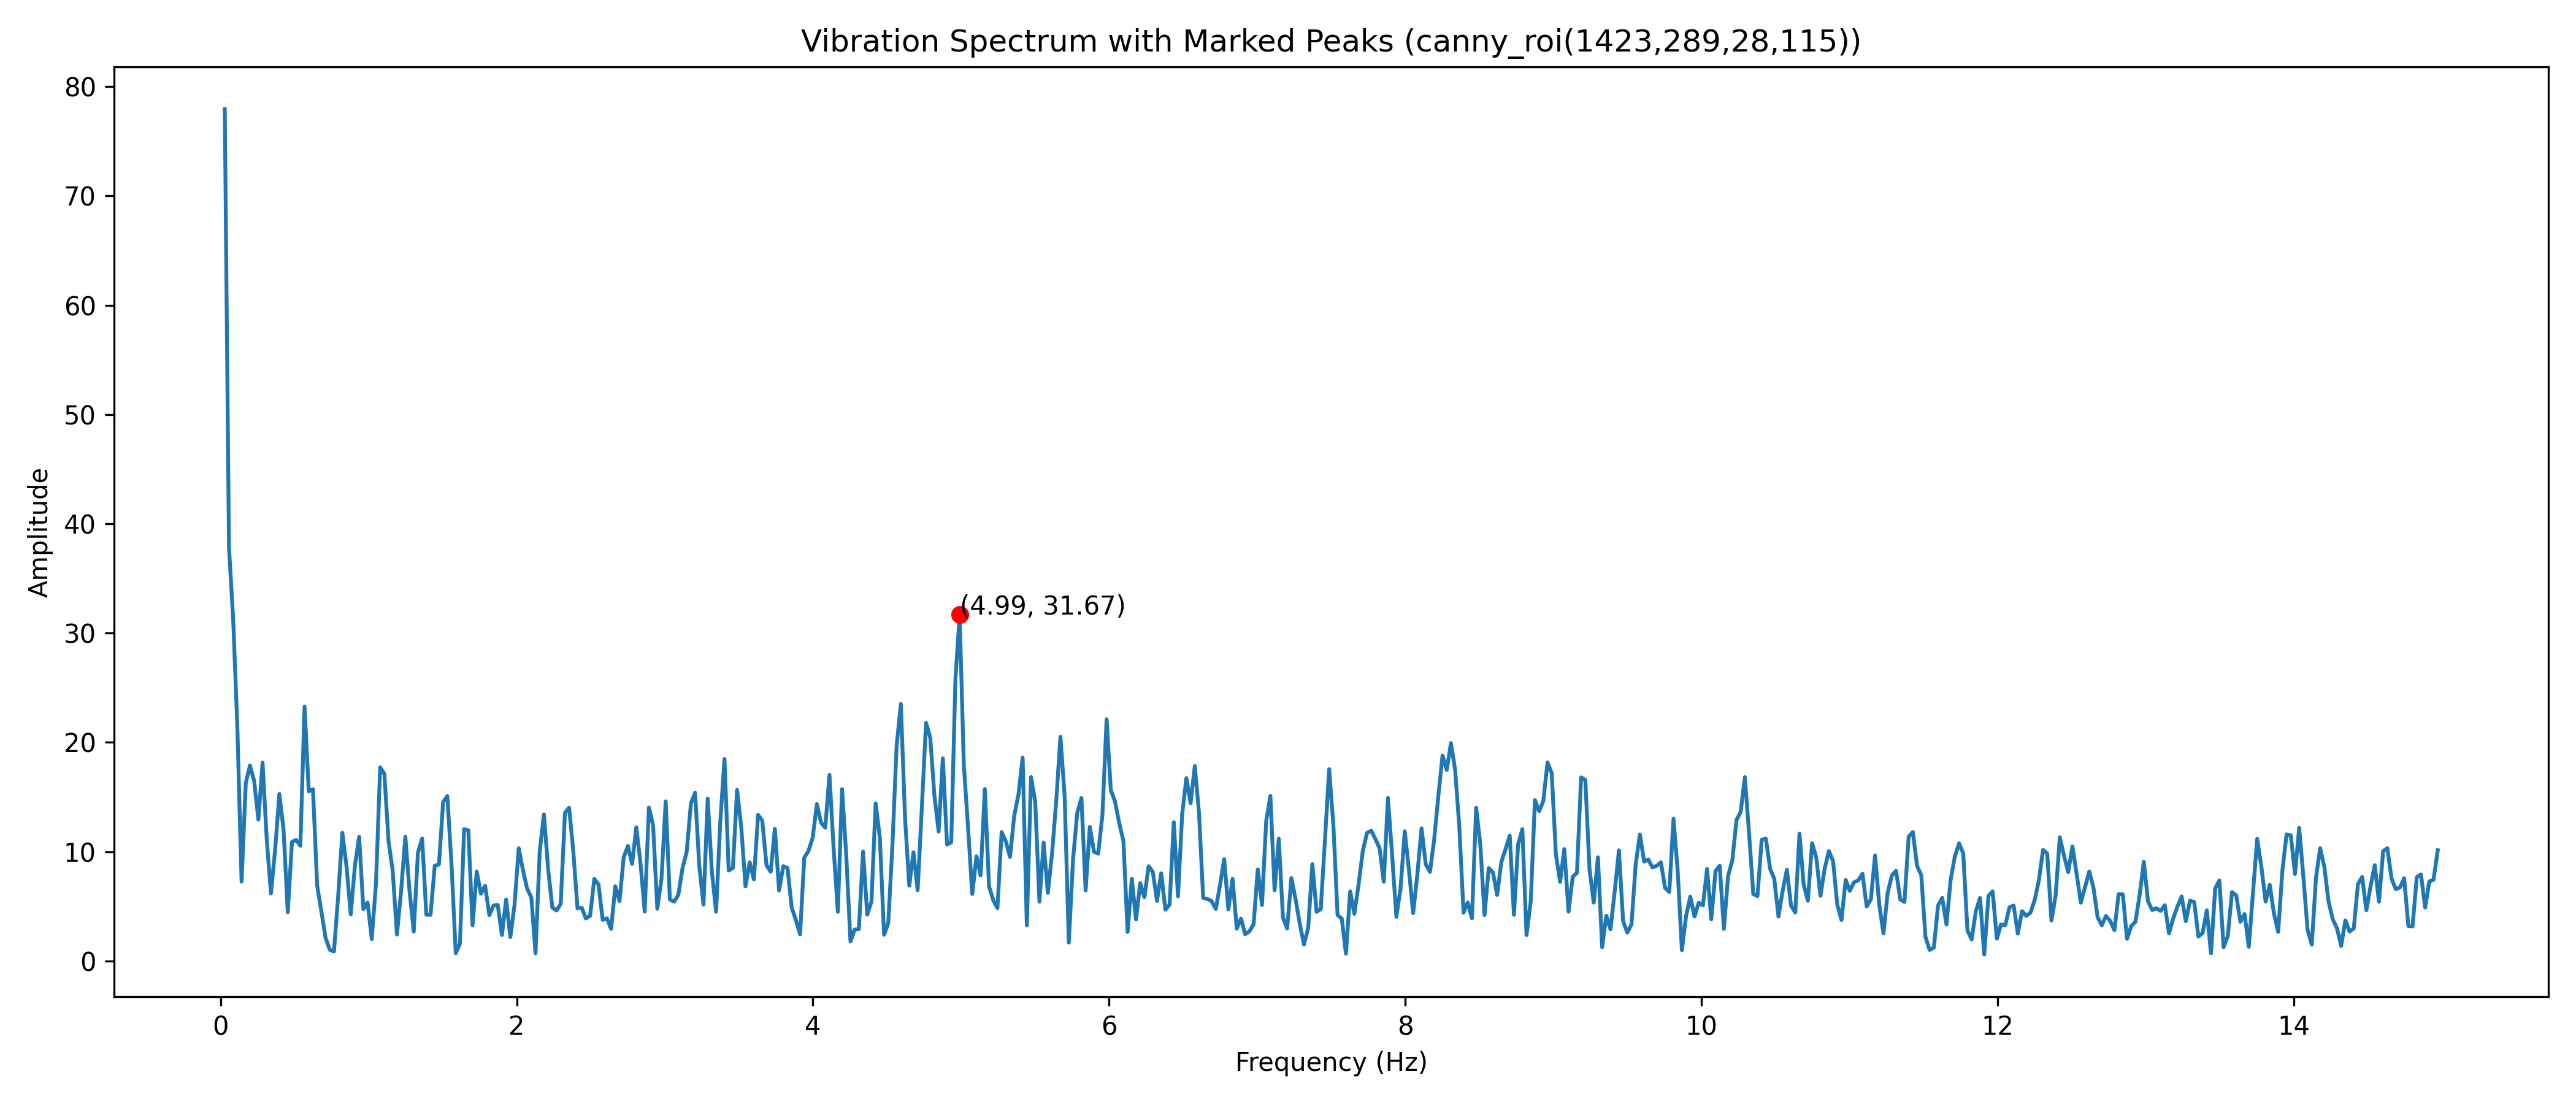 Vibration Spectrum with Marked Peaks (canny_roi(1423,289,28,115))
80
70
60
50
40
30
20
10
0
Amplitude
(4.99, 31.67)
0 2 4 6 8 10 12 14
Frequency (Hz)